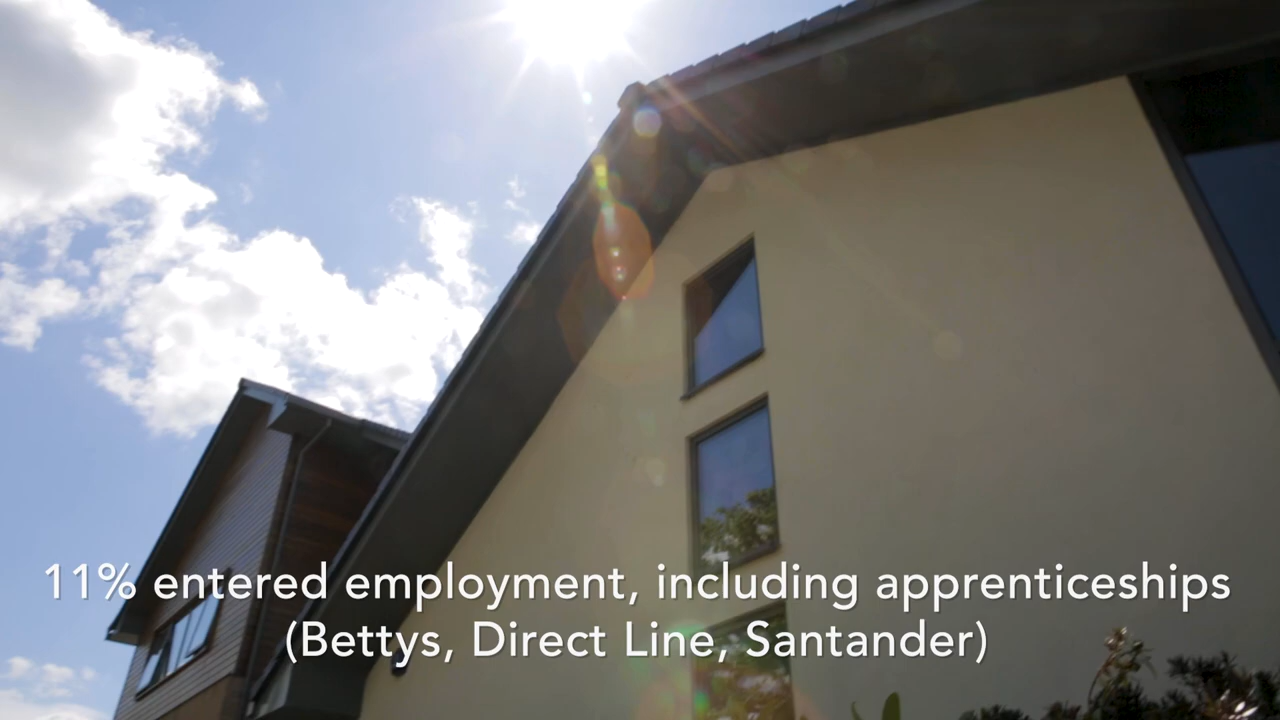 11% entered employment, including apprenticeships
(Bettys, Direct Line, Santander)